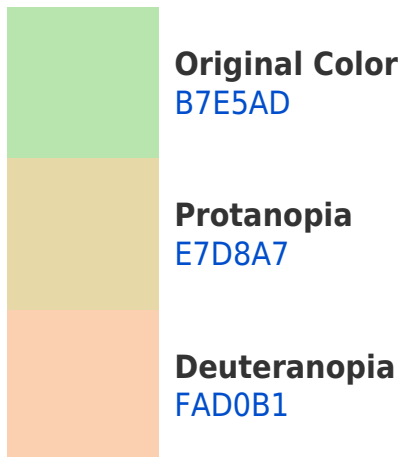 Original Color
B7E5AD
Protanopia
E7D8A7
Deuteranopia
FAD0B1